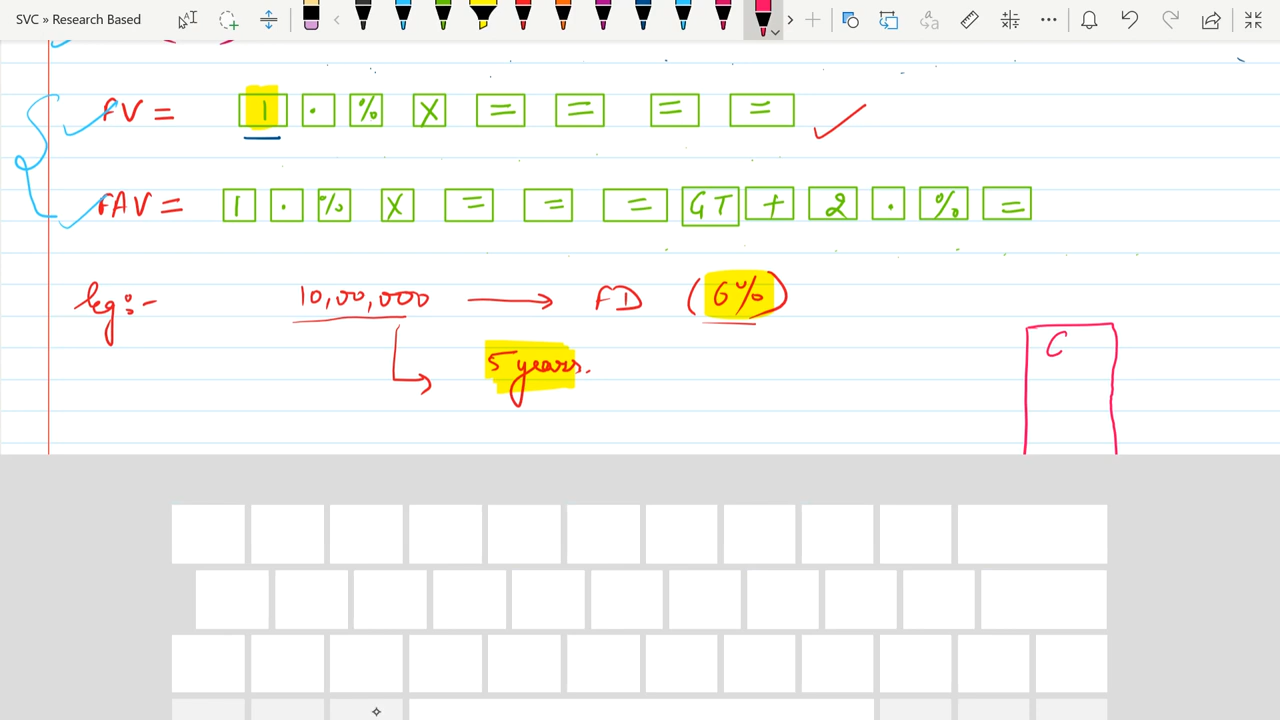 SVC » Research Based
FV = 1 . % X = = = =
FAV = 1 . % X = = = GT + 2 . % =
eg:- 10,00,000 → FD (6%)
5 years.
C